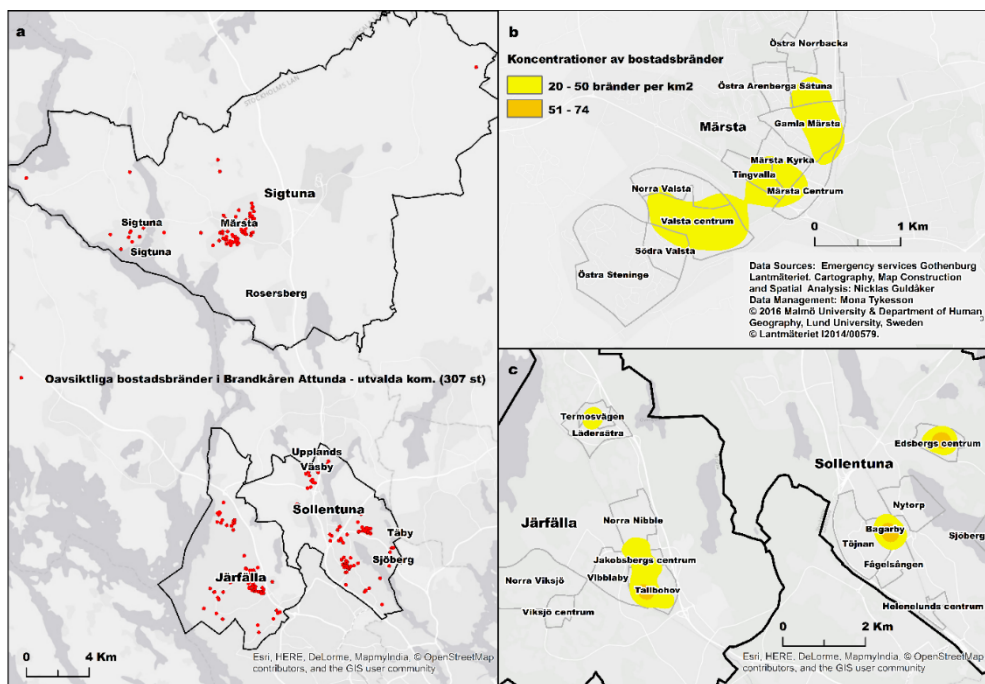 a
STOCKHOLMS LÄN
Sigtuna
Sigtuna
Märsta
Sigtuna
Rosersberg
Oavsiktliga bostadsbränder i Brandkåren Attunda - utvalda kom. (307 st)
Upplands
Väsby
Sollentuna
Täby
Sjöberg
Järfälla
0 4 Km
Esri, HERE, DeLorme, MapmyIndia, © OpenStreetMap
contributors, and the GIS user community
b
Koncentrationer av bostadsbränder
20 - 50 bränder per km2
51 - 74
Östra Norrbacka
Östra Arenberga Sätuna
Gamla Märsta
Märsta
Märsta Kyrka
Tingvalla
Märsta Centrum
Norra Valsta
Valsta centrum
Södra Valsta
Östra Steninge
0 1 Km
Data Sources: Emergency services Gothenburg
Lantmäteriet. Cartography, Map Construction
and Spatial Analysis: Nicklas Guldåker
Data Management: Mona Tykesson
© 2016 Malmö University & Department of Human
Geography, Lund University, Sweden
© Lantmäteriet I2014/00579.
c
Termosvägen
Lädersätra
Edsbergs centrum
Sollentuna
Nytorp
Järfälla
Norra Nibble
Bagarby
Töjnan
Sjöberg
Jakobsbergs centrum
Fågelsången
Norra Viksjö
Vibblaby
Tallbohov
Viksjö centrum
Helenelunds centrum
0 2 Km
Esri, HERE, DeLorme, MapmyIndia, © OpenStreetMap
contributors, and the GIS user community